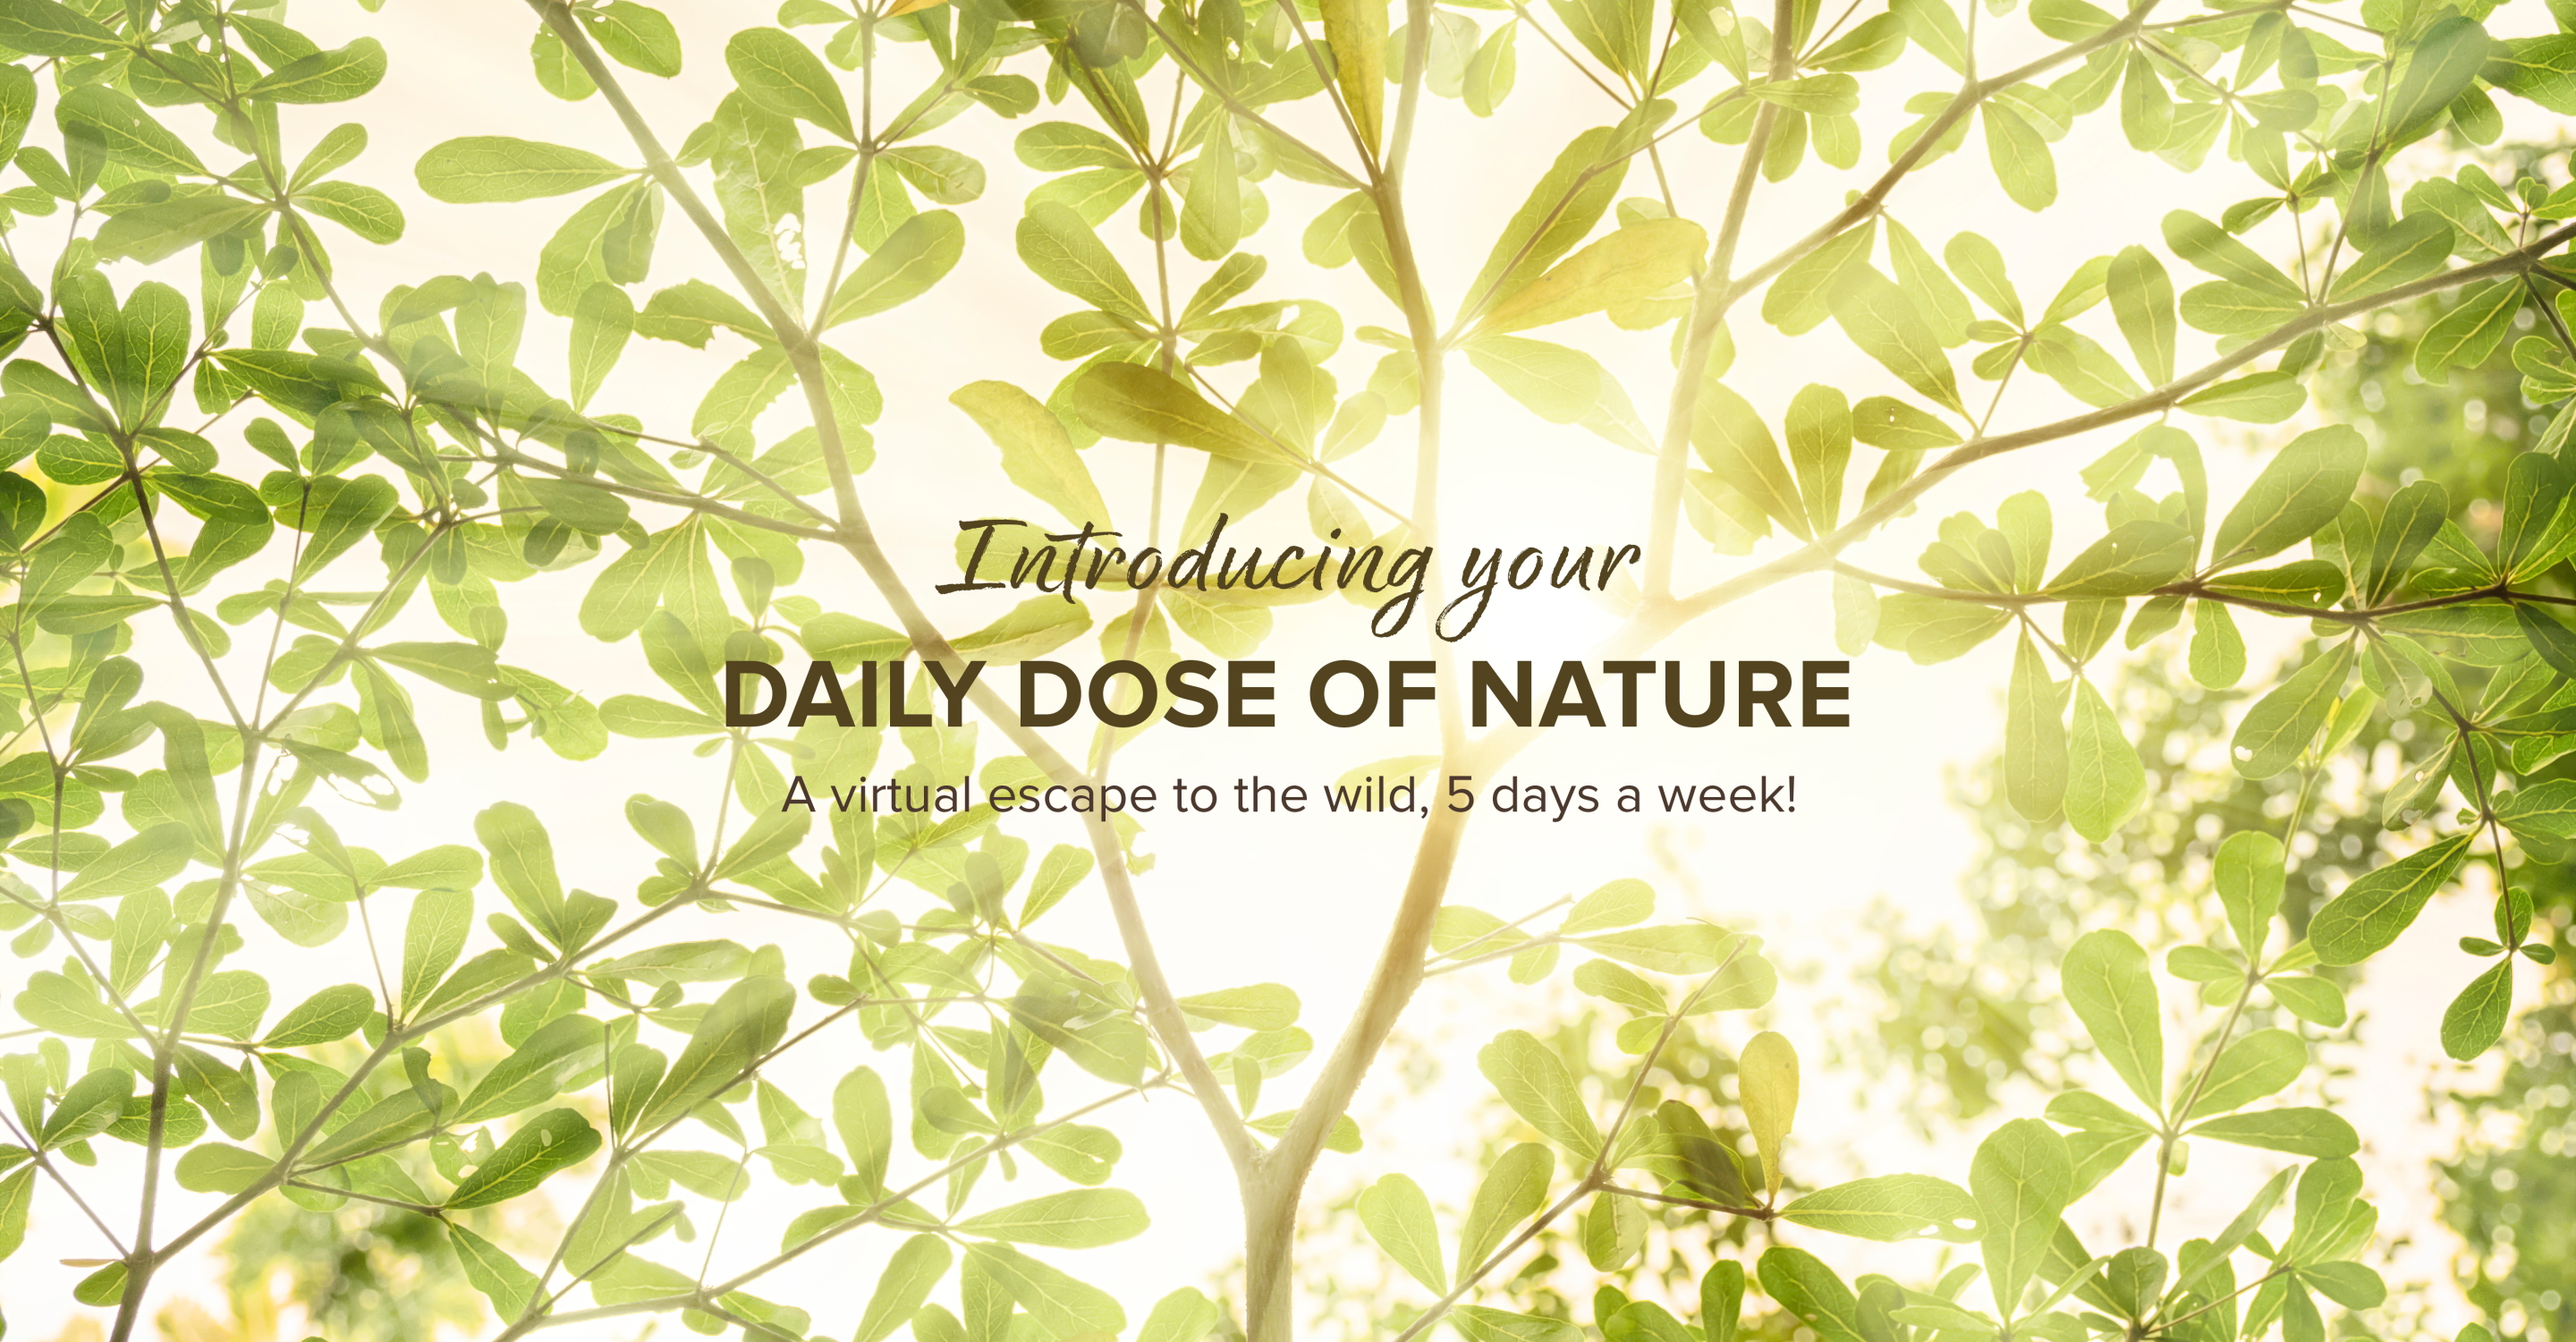 Introducing your
DAILY DOSE OF NATURE
A virtual escape to the wild, 5 days a week!